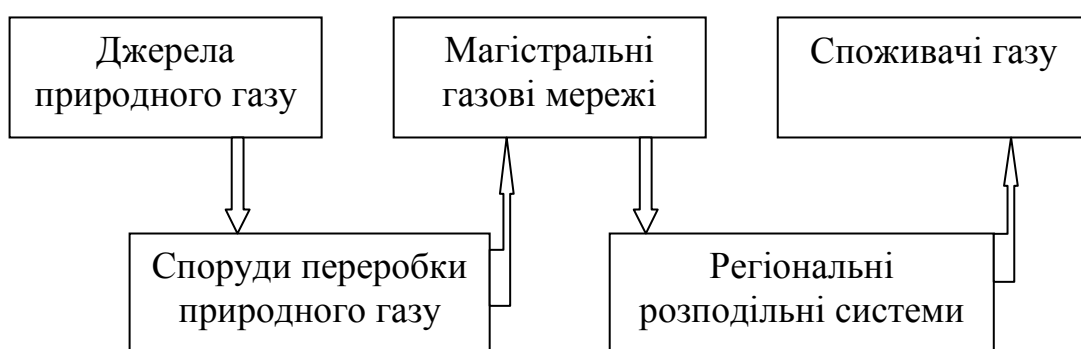 Джерела
природного газу
Магістральні
газові мережі
Споживачі газу
Споруди переробки
природного газу
Регіональні
розподільні системи